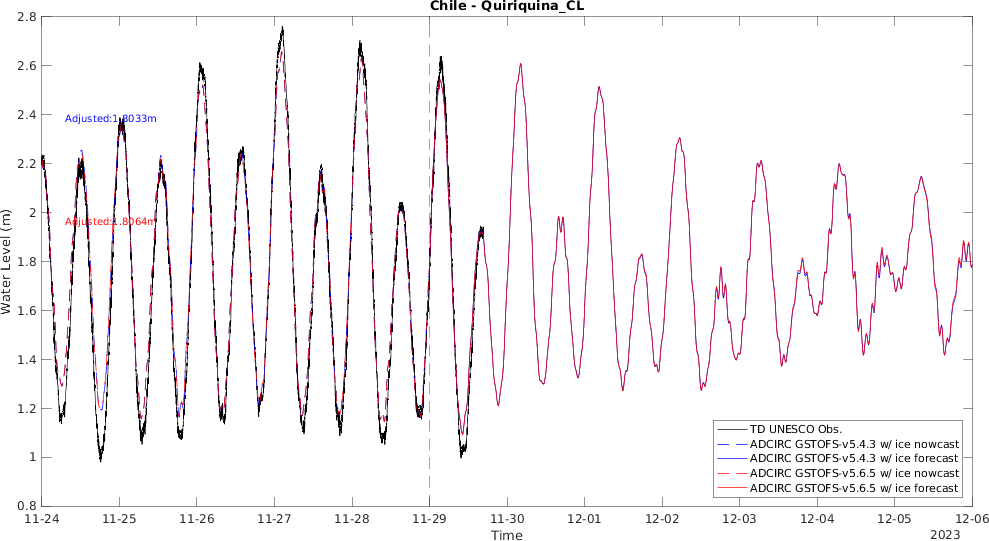 Chile - Quiriquina_CL
2.8
2.6
2.4
2.2
2
1.8
1.6
1.4
1.2
1
0.8
Water Level (m)
Adjusted:1.8033m
Adjusted:1.8064m
TD UNESCO Obs.
ADCIRC GSTOFS-v5.4.3 w/ ice nowcast
ADCIRC GSTOFS-v5.4.3 w/ ice forecast
ADCIRC GSTOFS-v5.6.5 w/ ice nowcast
ADCIRC GSTOFS-v5.6.5 w/ ice forecast
11-24 11-25 11-26 11-27 11-28 11-29 11-30 12-01 12-02 12-03 12-04 12-05 12-06
Time
2023